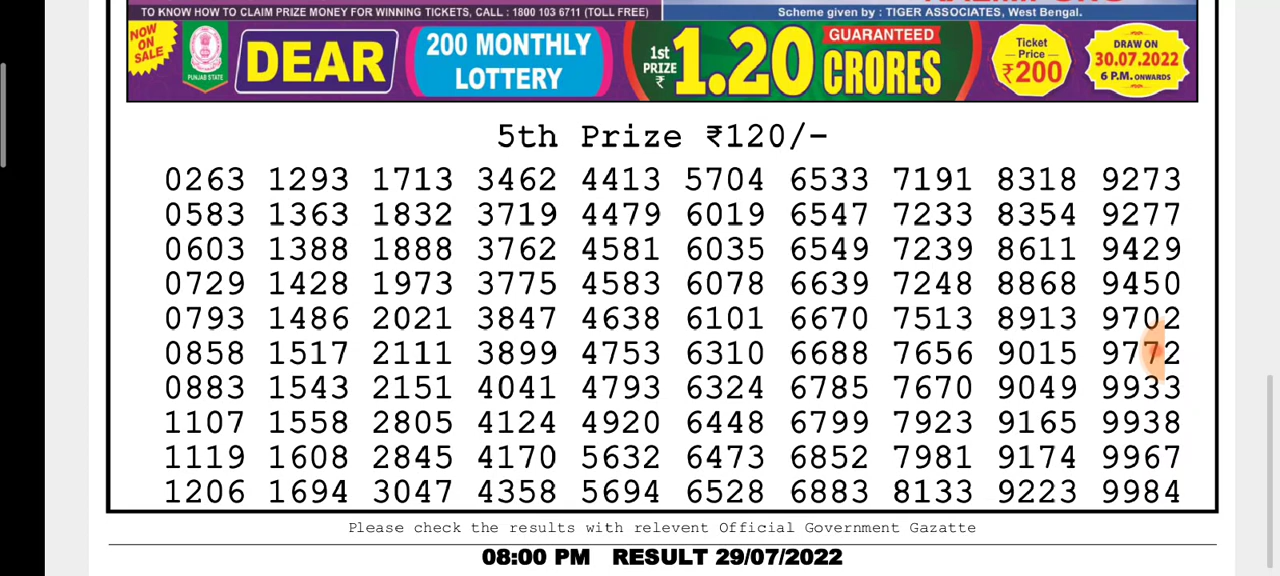 TO KNOW HOW TO CLAIM PRIZE MONEY FOR WINNING TICKETS, CALL : 1800 103 6711 (TOLL FREE)
Scheme given by : TIGER ASSOCIATES, West Bengal.
NOW ON SALE
PUNJAB STATE
DEAR
200 MONTHLY
LOTTERY
1st
PRIZE
₹
1.20
GUARANTEED
CRORES
Ticket
Price
₹200
DRAW ON
30.07.2022
6 P.M. ONWARDS
5th Prize ₹120/-
0263 1293 1713 3462 4413 5704 6533 7191 8318 9273
0583 1363 1832 3719 4479 6019 6547 7233 8354 9277
0603 1388 1888 3762 4581 6035 6549 7239 8611 9429
0729 1428 1973 3775 4583 6078 6639 7248 8868 9450
0793 1486 2021 3847 4638 6101 6670 7513 8913 9702
0858 1517 2111 3899 4753 6310 6688 7656 9015 9772
0883 1543 2151 4041 4793 6324 6785 7670 9049 9933
1107 1558 2805 4124 4920 6448 6799 7923 9165 9938
1119 1608 2845 4170 5632 6473 6852 7981 9174 9967
1206 1694 3047 4358 5694 6528 6883 8133 9223 9984
Please check the results with relevent Official Government Gazatte
08:00 PM RESULT 29/07/2022